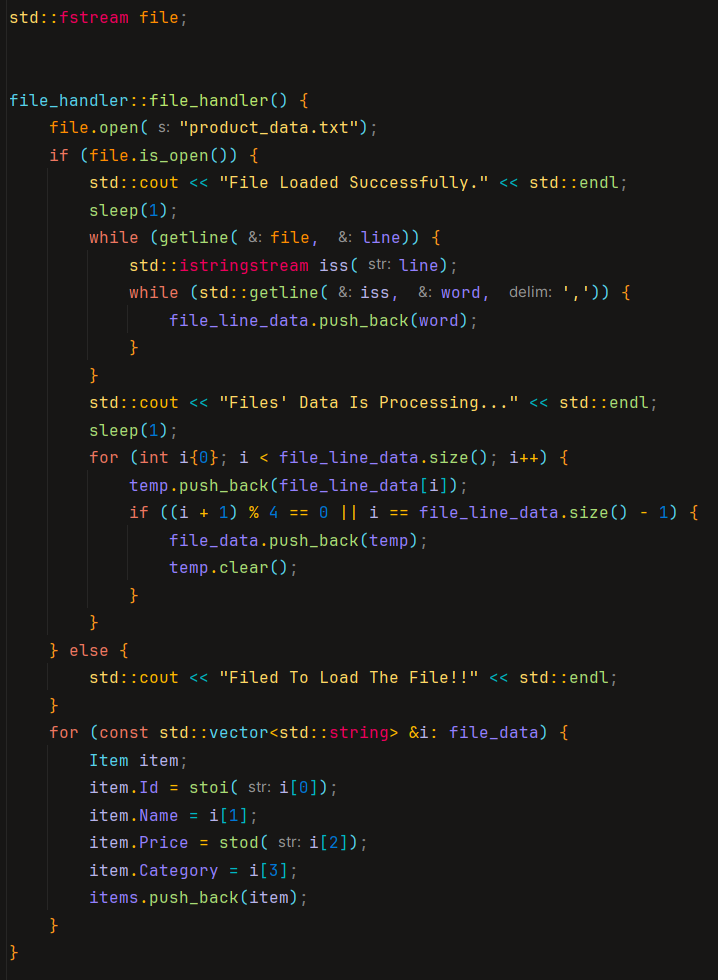 std::fstream file;
file_handler::file_handler() {
    file.open( s: "product_data.txt");
    if (file.is_open()) {
        std::cout << "File Loaded Successfully." << std::endl;
        sleep(1);
        while (getline( &: file, &: line)) {
            std::istringstream iss( str: line);
            while (std::getline( &: iss, &: word, delim: ',')) {
                file_line_data.push_back(word);
            }
        }
        std::cout << "Files' Data Is Processing..." << std::endl;
        sleep(1);
        for (int i{0}; i < file_line_data.size(); i++) {
            temp.push_back(file_line_data[i]);
            if ((i + 1) % 4 == 0 || i == file_line_data.size() - 1) {
                file_data.push_back(temp);
                temp.clear();
            }
        }
    } else {
        std::cout << "Filed To Load The File!!" << std::endl;
    }
    for (const std::vector<std::string> &i: file_data) {
        Item item;
        item.Id = stoi( str: i[0]);
        item.Name = i[1];
        item.Price = stod( str: i[2]);
        item.Category = i[3];
        items.push_back(item);
    }
}